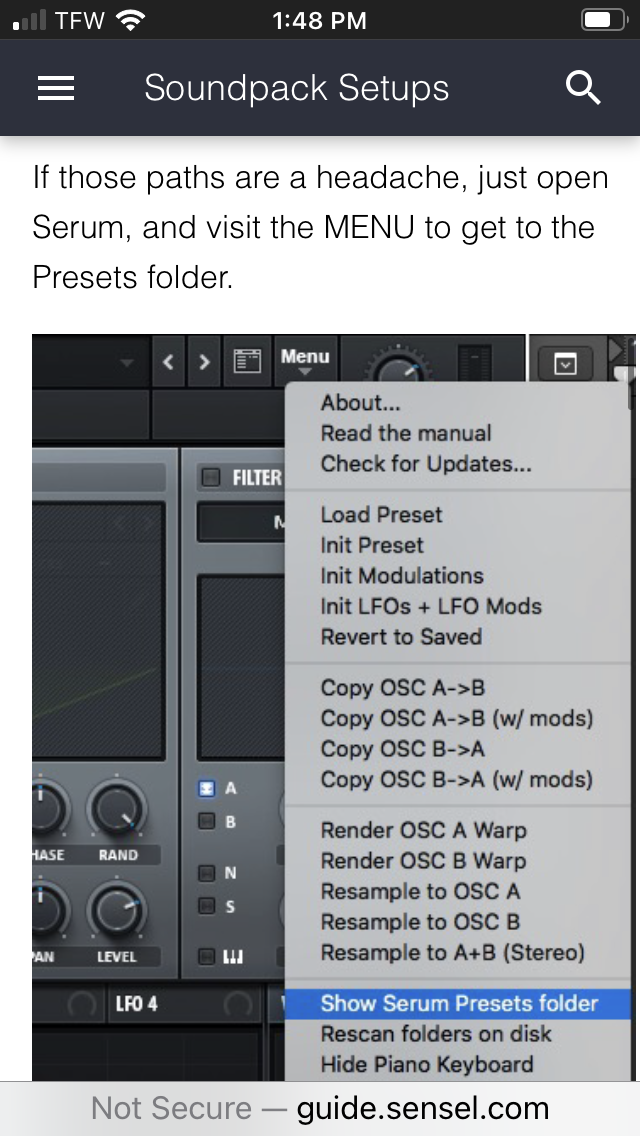 TFW 1:48 PM
Soundpack Setups
If those paths are a headache, just open
Serum, and visit the MENU to get to the
Presets folder.
Menu
About...
Read the manual
Check for Updates...
FILTER
Load Preset
Init Preset
Init Modulations
Init LFOs + LFO Mods
Revert to Saved
Copy OSC A->B
Copy OSC A->B (w/ mods)
Copy OSC B->A
Copy OSC B->A (w/ mods)
A
B
HASE RAND
N
S
PAN LEVEL
Render OSC A Warp
Render OSC B Warp
Resample to OSC A
Resample to OSC B
Resample to A+B (Stereo)
LFO 4
Show Serum Presets folder
Rescan folders on disk
Hide Piano Keyboard
Not Secure — guide.sensel.com